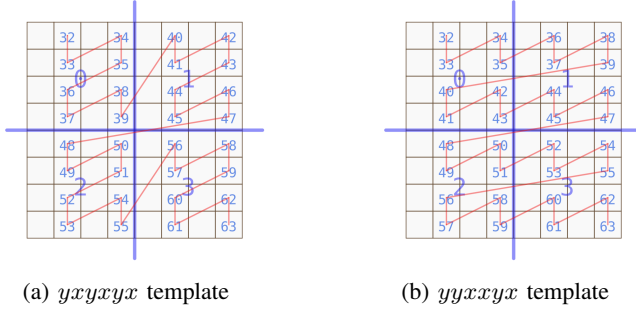 32 34 40 42
33 35 41 43
0 1
36 38 44 46
37 39 45 47
48 50 56 58
49 51 57 59
2 3
52 54 60 62
53 55 61 63
(a) yxyxyx template
32 34 36 38
33 35 37 39
0 1
40 42 44 46
41 43 45 47
48 50 52 54
49 51 53 55
2 3
56 58 60 62
57 59 61 63
(b) yyxxyx template